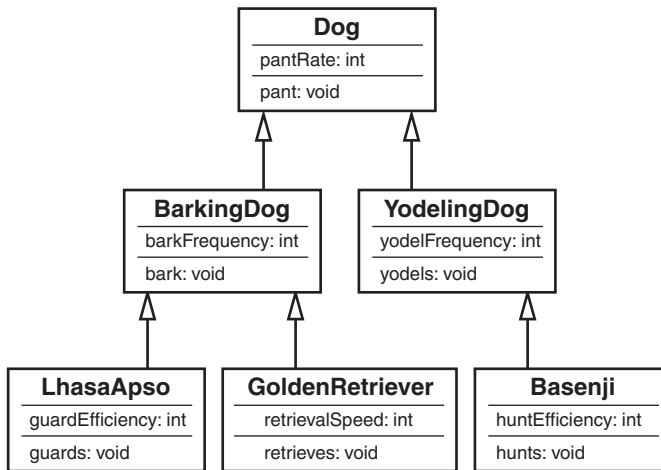 Dog
pantRate: int
pant: void
BarkingDog
barkFrequency: int
bark: void
YodelingDog
yodelFrequency: int
yodels: void
LhasaApso
guardEfficiency: int
guards: void
GoldenRetriever
retrievalSpeed: int
retrieves: void
Basenji
huntEfficiency: int
hunts: void